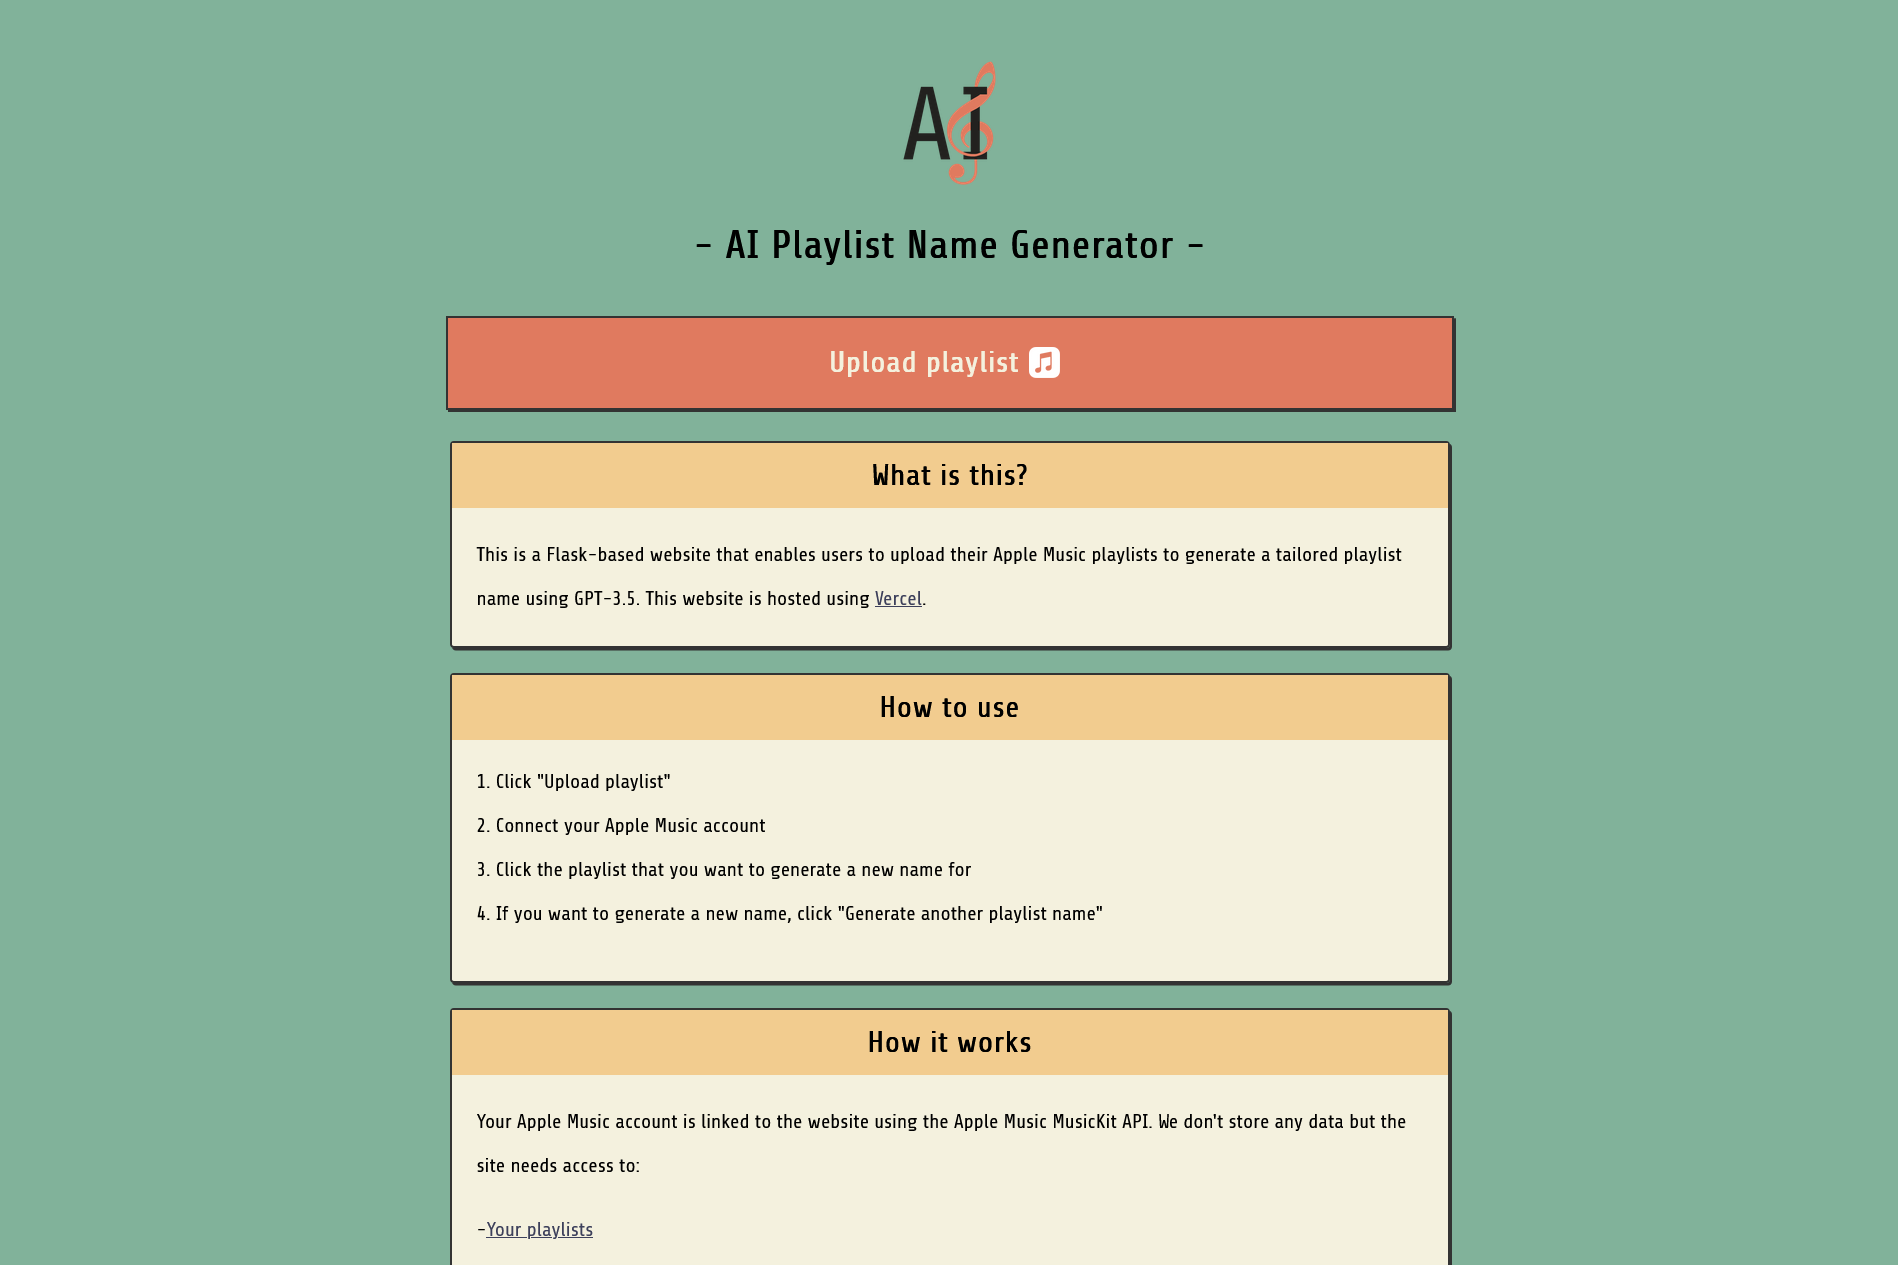 AI
- AI Playlist Name Generator -
Upload playlist
What is this?
This is a Flask-based website that enables users to upload their Apple Music playlists to generate a tailored playlist
name using GPT-3.5. This website is hosted using Vercel.
How to use
1. Click "Upload playlist"
2. Connect your Apple Music account
3. Click the playlist that you want to generate a new name for
4. If you want to generate a new name, click "Generate another playlist name"
How it works
Your Apple Music account is linked to the website using the Apple Music MusicKit API. We don't store any data but the
site needs access to:
-Your playlists